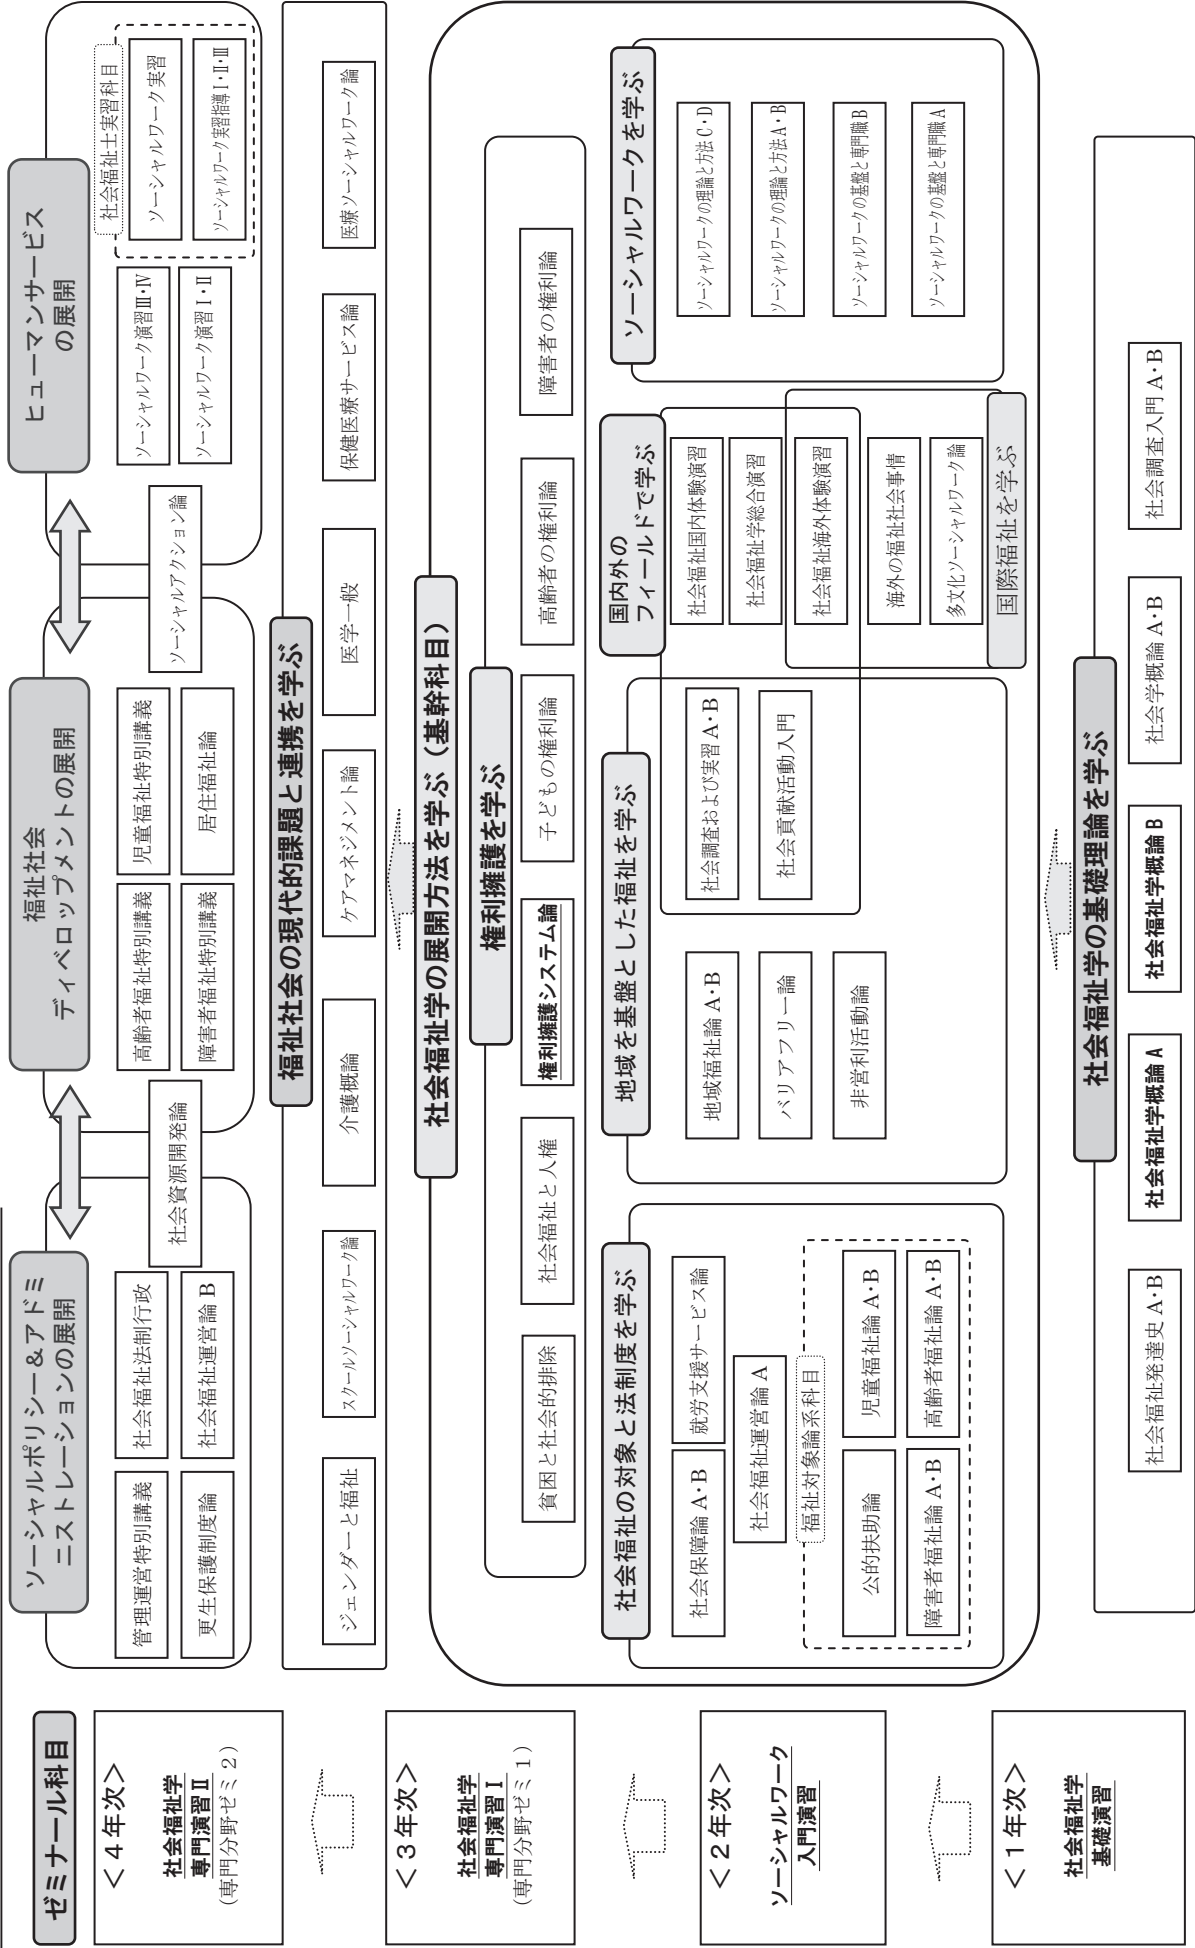 ゼミナール科目
＜４年次＞
社会福祉学
専門演習Ⅱ
（専門分野ゼミ２）
＜３年次＞
社会福祉学
専門演習Ⅰ
（専門分野ゼミ１）
＜２年次＞
ソーシャルワーク
入門演習
＜１年次＞
社会福祉学
基礎演習
ソーシャルポリシー＆アドミ
ニストレーションの展開
管理運営特別講義
社会福祉法制行政
更生保護制度論
社会福祉運営論 B
社会資源開発論
福祉社会
ディベロップメントの展開
高齢者福祉特別講義
児童福祉特別講義
障害者福祉特別講義
居住福祉論
ソーシャルアクション論
ヒューマンサービス
の展開
ソーシャルワーク演習Ⅲ・Ⅳ
ソーシャルワーク演習Ⅰ・Ⅱ
社会福祉士実習科目
ソーシャルワーク実習
ソーシャルワーク実習指導Ⅰ・Ⅱ・Ⅲ
福祉社会の現代的課題と連携を学ぶ
ジェンダーと福祉
スクールソーシャルワーク論
介護概論
ケアマネジメント論
医学一般
保健医療サービス論
医療ソーシャルワーク論
社会福祉学の展開方法を学ぶ（基幹科目）
権利擁護を学ぶ
貧困と社会的排除
社会福祉と人権
権利擁護システム論
子どもの権利論
高齢者の権利論
障害者の権利論
社会福祉の対象と法制度を学ぶ
社会保障論 A・B
就労支援サービス論
社会福祉運営論 A
福祉対象論系科目
公的扶助論
児童福祉論 A・B
障害者福祉論 A・B
高齢者福祉論 A・B
地域を基盤とした福祉を学ぶ
地域福祉論 A・B
社会調査および実習 A・B
バリアフリー論
社会貢献活動入門
非営利活動論
国内外の
フィールドで学ぶ
社会福祉国内体験演習
社会福祉学総合演習
社会福祉海外体験演習
海外の福祉社会事情
多文化ソーシャルワーク論
国際福祉を学ぶ
ソーシャルワークを学ぶ
ソーシャルワークの理論と方法 C・D
ソーシャルワークの理論と方法 A・B
ソーシャルワークの基盤と専門職 B
ソーシャルワークの基盤と専門職 A
社会福祉学の基礎理論を学ぶ
社会福祉発達史 A・B
社会福祉学概論 A
社会福祉学概論 B
社会学概論 A・B
社会調査入門 A・B